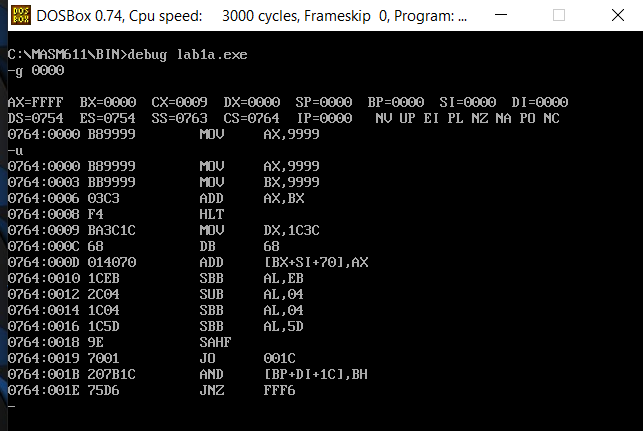 DOS BOX DOSBox 0.74, Cpu speed: 3000 cycles, Frameskip 0, Program: ...
C:\MASM611\BIN>debug lab1a.exe
-g 0000
AX=FFFF BX=0000 CX=0009 DX=0000 SP=0000 BP=0000 SI=0000 DI=0000
DS=0754 ES=0754 SS=0763 CS=0764 IP=0000 NV UP EI PL NZ NA PO NC
0764:0000 B89999 MOV AX,9999
-u
0764:0000 B89999 MOV AX,9999
0764:0003 BB9999 MOV BX,9999
0764:0006 03C3 ADD AX,BX
0764:0008 F4 HLT
0764:0009 BA3C1C MOV DX,1C3C
0764:000C 68 DB 68
0764:000D 014070 ADD [BX+SI+70],AX
0764:0010 1CEB SBB AL,EB
0764:0012 2C04 SUB AL,04
0764:0014 1C04 SBB AL,04
0764:0016 1C5D SBB AL,5D
0764:0018 9E SAHF
0764:0019 7001 JO 001C
0764:001B 207B1C AND [BP+DI+1C],BH
0764:001E 75D6 JNZ FFF6
-